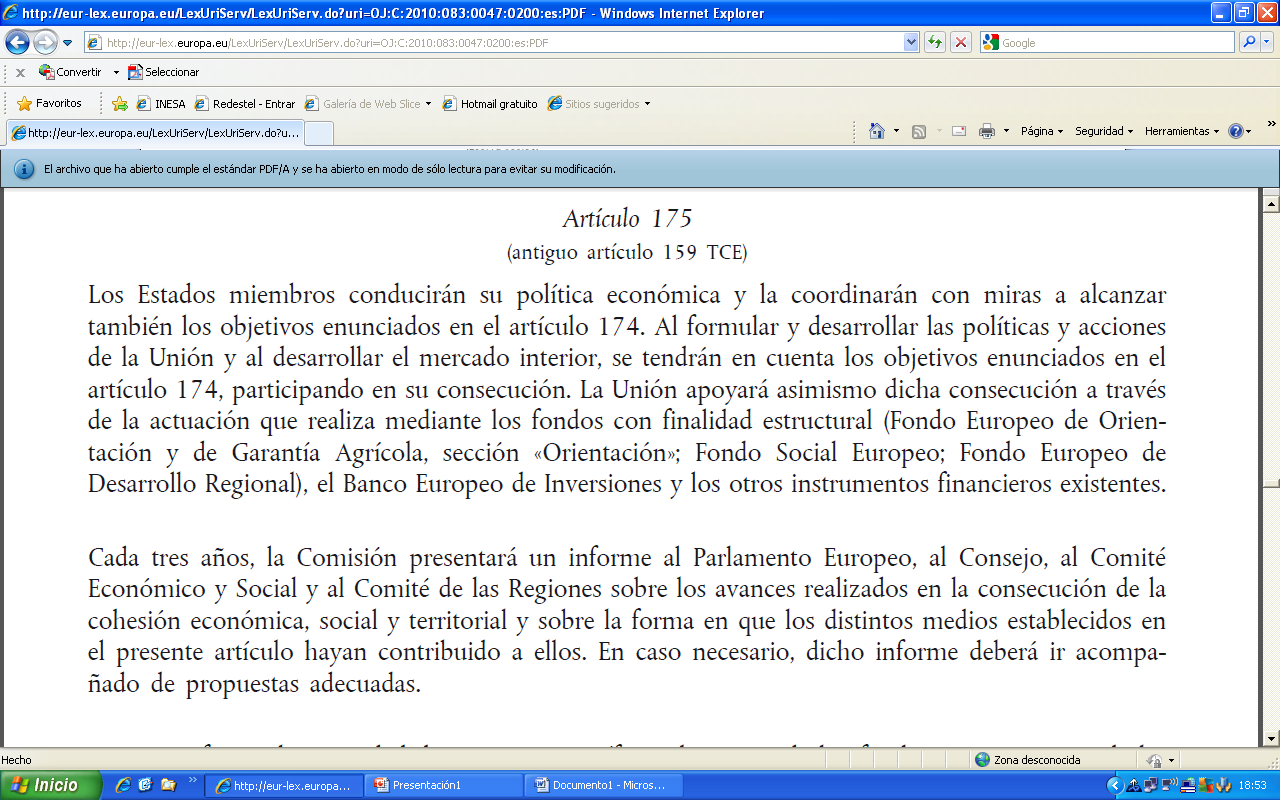 http://eur-lex.europa.eu/LexUriServ/LexUriServ.do?uri=OJ:C:2010:083:0047:0200:es:PDF - Windows Internet Explorer
http://eur-lex.europa.eu/LexUriServ/LexUriServ.do?uri=OJ:C:2010:083:0047:0200:es:PDF
Google
x Convertir Seleccionar
Favoritos INESA Redestel - Entrar Galería de Web Slice Hotmail gratuito Sitios sugeridos
http://eur-lex.europa.eu/LexUriServ/LexUriServ.do?u...
Página Seguridad Herramientas
El archivo que ha abierto cumple el estándar PDF/A y se ha abierto en modo de sólo lectura para evitar su modificación.
Artículo 175
(antiguo artículo 159 TCE)
Los Estados miembros conducirán su política económica y la coordinarán con miras a alcanzar
también los objetivos enunciados en el artículo 174. Al formular y desarrollar las políticas y acciones
de la Unión y al desarrollar el mercado interior, se tendrán en cuenta los objetivos enunciados en el
artículo 174, participando en su consecución. La Unión apoyará asimismo dicha consecución a través
de la actuación que realiza mediante los fondos con finalidad estructural (Fondo Europeo de Orien-
tación y de Garantía Agrícola, sección «Orientación»; Fondo Social Europeo; Fondo Europeo de
Desarrollo Regional), el Banco Europeo de Inversiones y los otros instrumentos financieros existentes.
Cada tres años, la Comisión presentará un informe al Parlamento Europeo, al Consejo, al Comité
Económico y Social y al Comité de las Regiones sobre los avances realizados en la consecución de la
cohesión económica, social y territorial y sobre la forma en que los distintos medios establecidos en
el presente artículo hayan contribuido a ellos. En caso necesario, dicho informe deberá ir acompa-
ñado de propuestas adecuadas.
Hecho
Zona desconocida
Inicio
http://eur-lex.europa...
Presentación1
Documento1 - Micros...
18:53